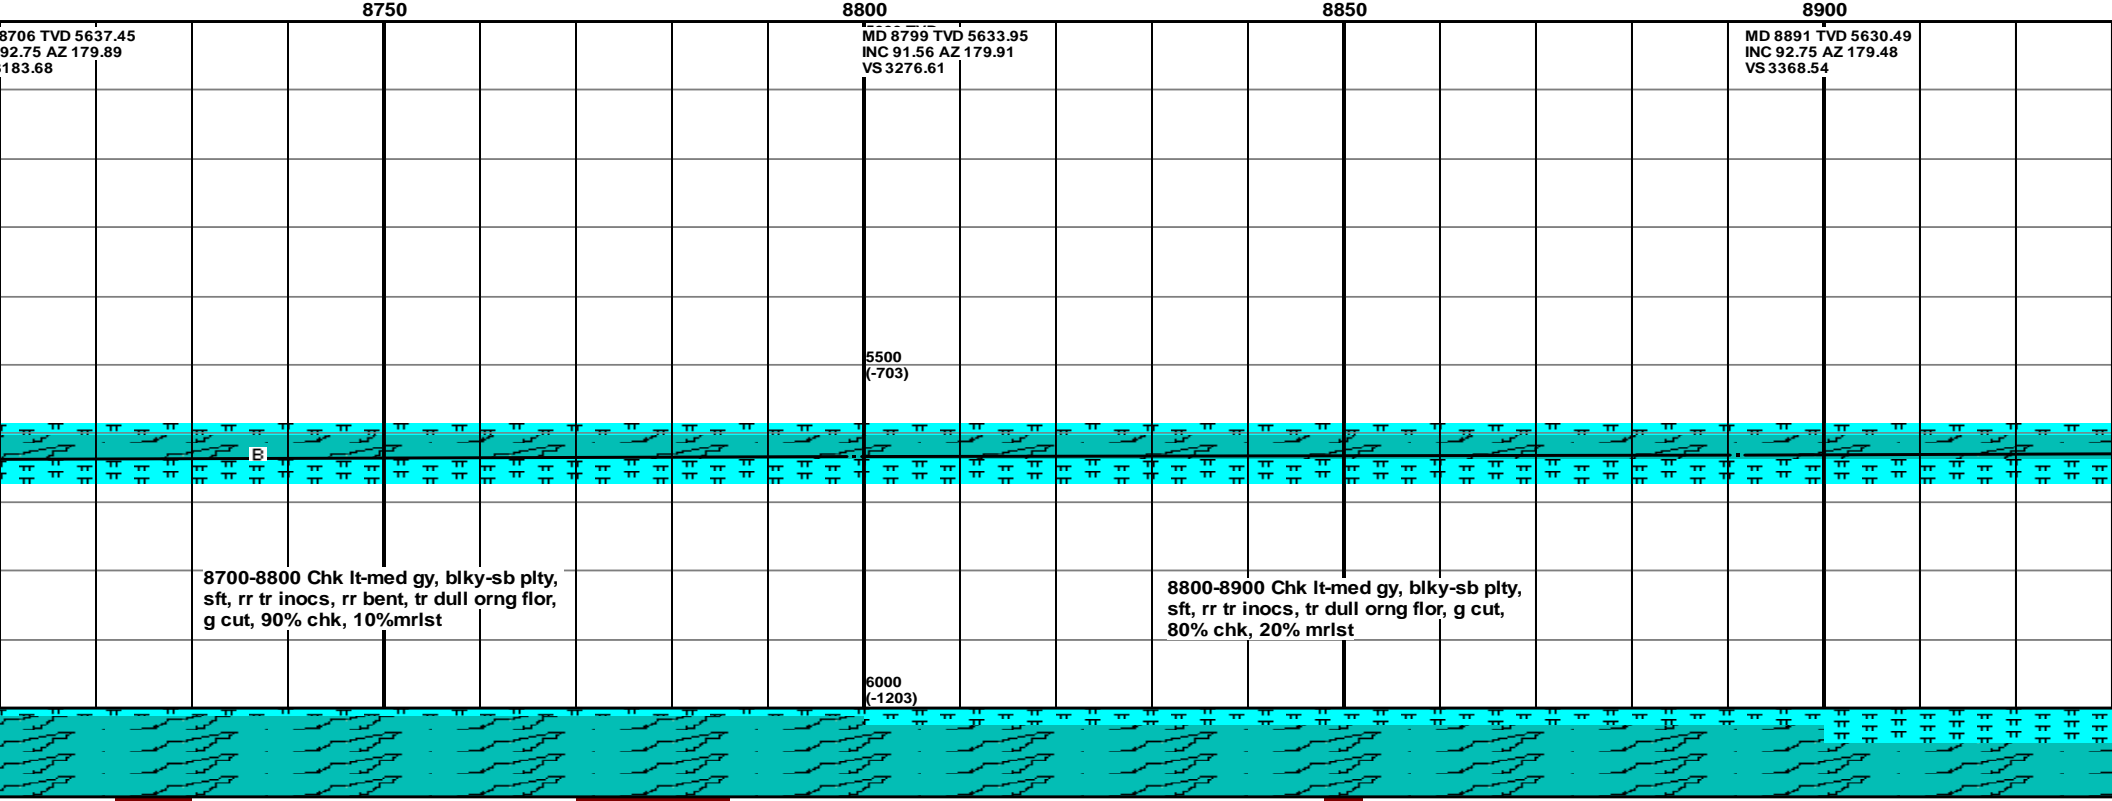 8750
8800
8850
8900
8706 TVD 5637.45
92.75 AZ 179.89
183.68
MD 8799 TVD 5633.95
INC 91.56 AZ 179.91
VS 3276.61
MD 8891 TVD 5630.49
INC 92.75 AZ 179.48
VS 3368.54
5500
(-703)
B
8700-8800 Chk lt-med gy, blky-sb plty,
sft, rr tr inocs, rr bent, tr dull orng flor,
g cut, 90% chk, 10%mrlst
8800-8900 Chk lt-med gy, blky-sb plty,
sft, rr tr inocs, tr dull orng flor, g cut,
80% chk, 20% mrlst
6000
(-1203)